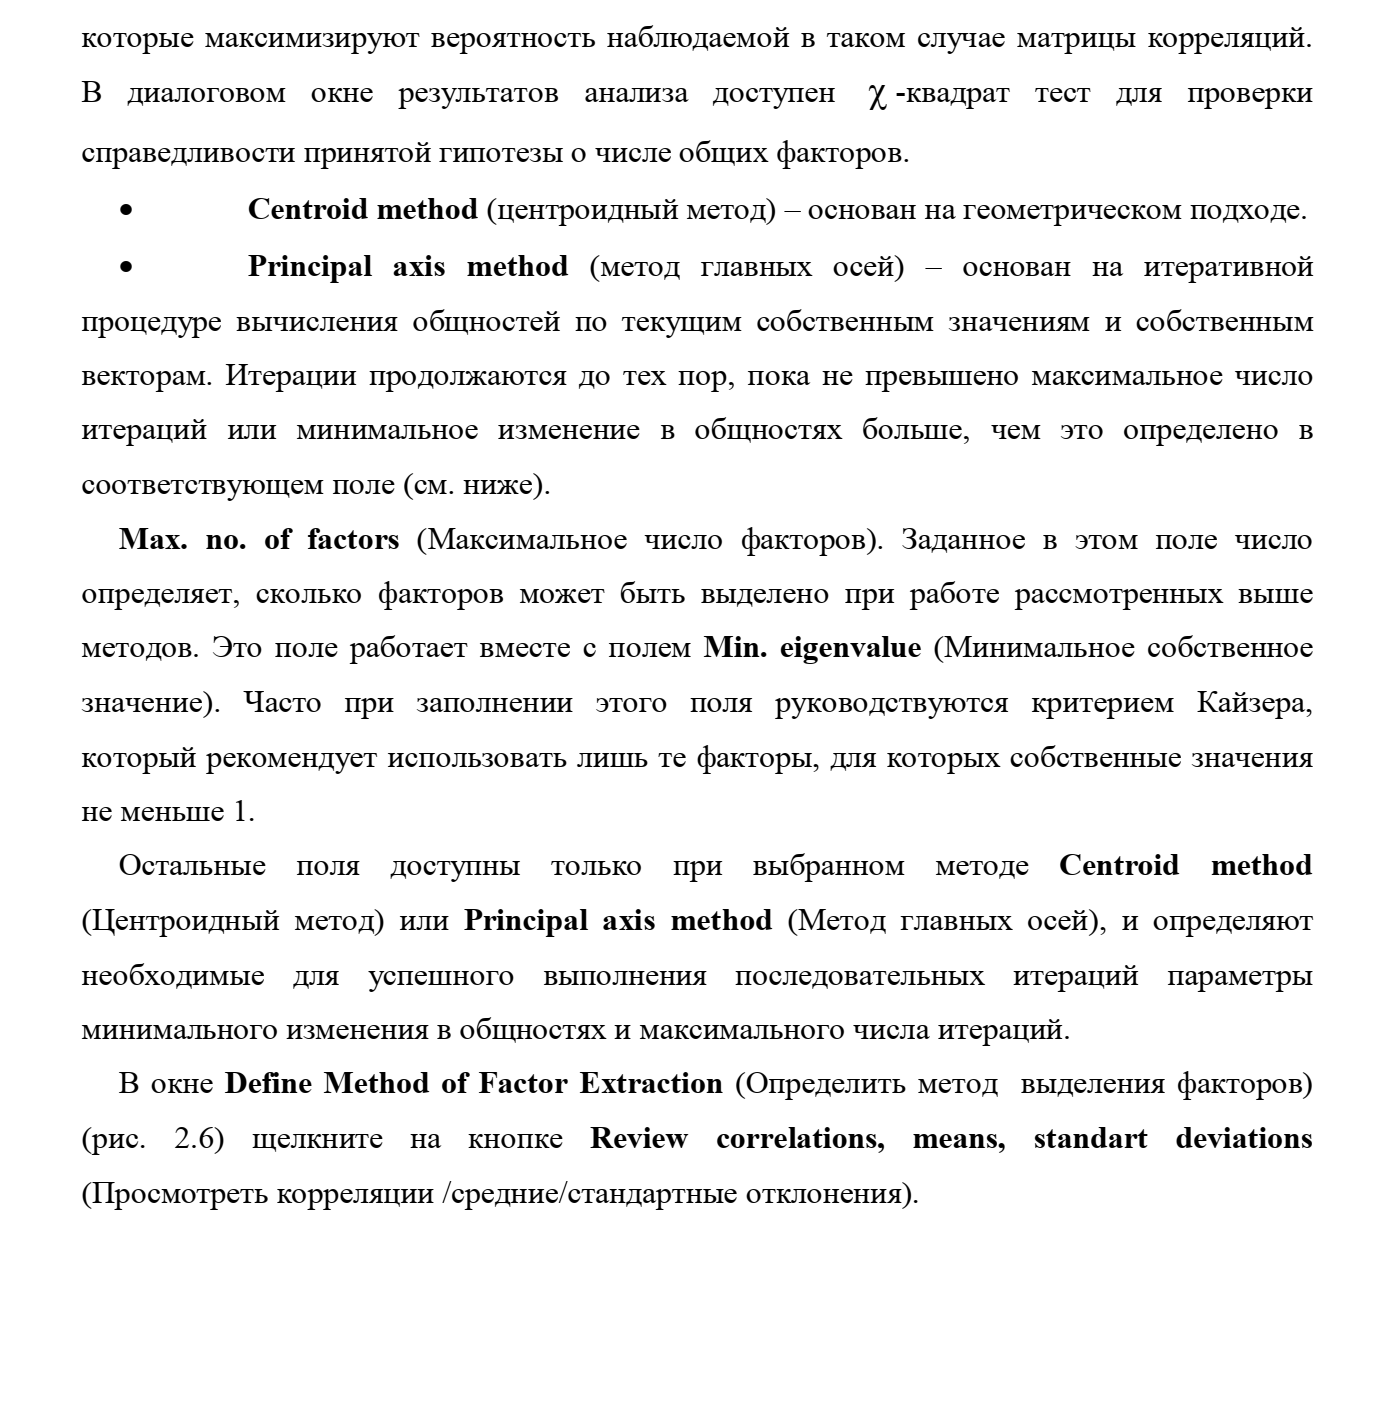 которые максимизируют вероятность наблюдаемой в таком случае матрицы корреляций.
В диалоговом окне результатов анализа доступен χ -квадрат тест для проверки
справедливости принятой гипотезы о числе общих факторов.
• Centroid method (центроидный метод) – основан на геометрическом подходе.
• Principal axis method (метод главных осей) – основан на итеративной
процедуре вычисления общностей по текущим собственным значениям и собственным
векторам. Итерации продолжаются до тех пор, пока не превышено максимальное число
итераций или минимальное изменение в общностях больше, чем это определено в
соответствующем поле (см. ниже).
Max. no. of factors (Максимальное число факторов). Заданное в этом поле число
определяет, сколько факторов может быть выделено при работе рассмотренных выше
методов. Это поле работает вместе с полем Min. eigenvalue (Минимальное собственное
значение). Часто при заполнении этого поля руководствуются критерием Кайзера,
который рекомендует использовать лишь те факторы, для которых собственные значения
не меньше 1.
Остальные поля доступны только при выбранном методе Centroid method
(Центроидный метод) или Principal axis method (Метод главных осей), и определяют
необходимые для успешного выполнения последовательных итераций параметры
минимального изменения в общностях и максимального числа итераций.
В окне Define Method of Factor Extraction (Определить метод выделения факторов)
(рис. 2.6) щелкните на кнопке Review correlations, means, standart deviations
(Просмотреть корреляции /средние/стандартные отклонения).